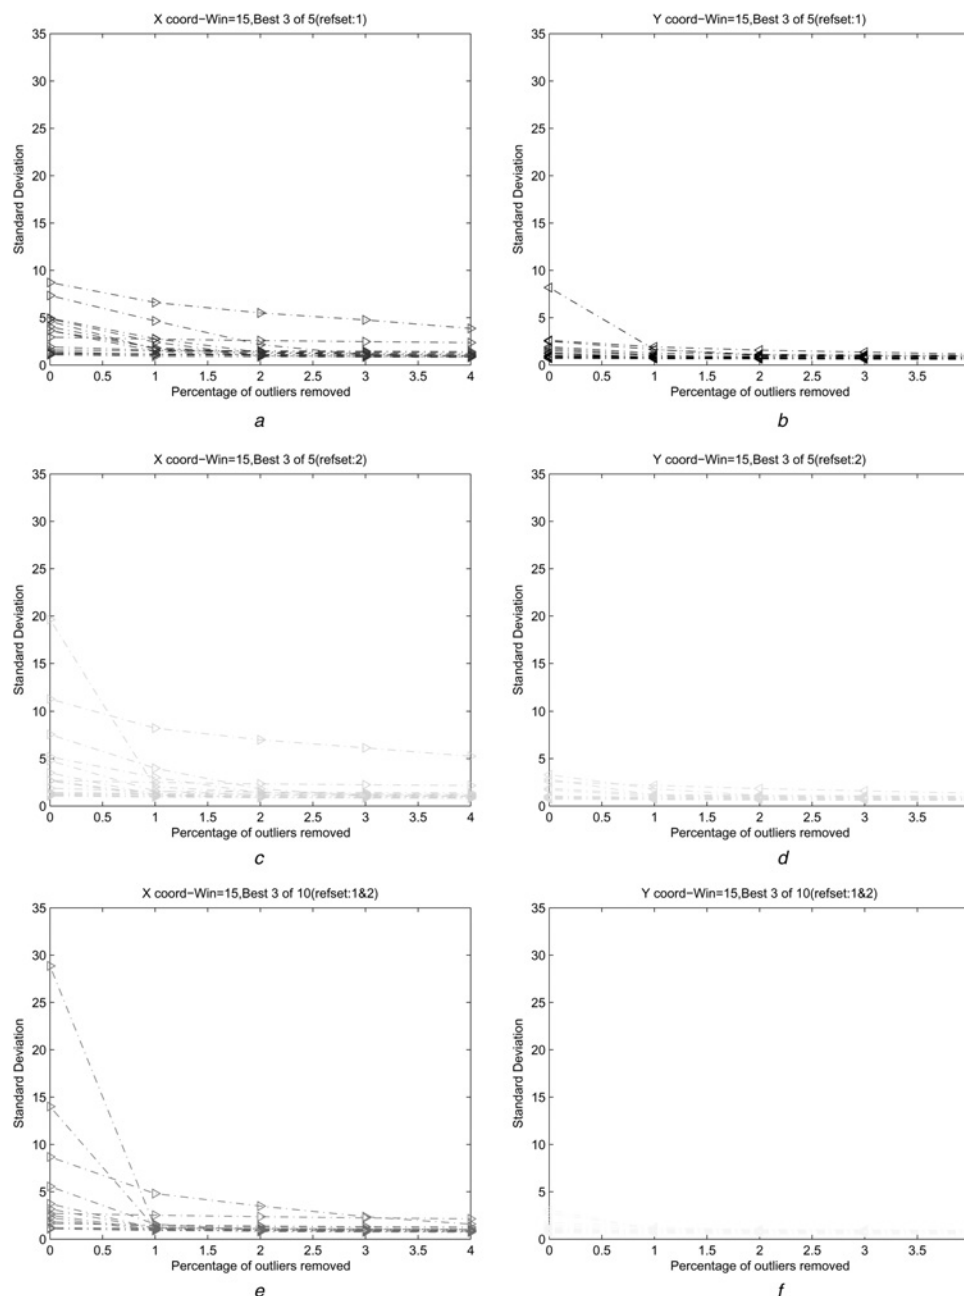 X coord−Win=15,Best 3 of 5(refset:1)
35
30
25
20
15
10
5
0
Standard Deviation
0 0.5 1 1.5 2 2.5 3 3.5 4
Percentage of outliers removed
a
Y coord−Win=15,Best 3 of 5(refset:1)
35
30
25
20
15
10
5
0
Standard Deviation
0 0.5 1 1.5 2 2.5 3 3.5
Percentage of outliers removed
b
X coord−Win=15,Best 3 of 5(refset:2)
35
30
25
20
15
10
5
0
Standard Deviation
0 0.5 1 1.5 2 2.5 3 3.5 4
Percentage of outliers removed
c
Y coord−Win=15,Best 3 of 5(refset:2)
35
30
25
20
15
10
5
0
Standard Deviation
0 0.5 1 1.5 2 2.5 3 3.5
Percentage of outliers removed
d
X coord−Win=15,Best 3 of 10(refset:1&2)
35
30
25
20
15
10
5
0
Standard Deviation
0 0.5 1 1.5 2 2.5 3 3.5 4
Percentage of outliers removed
e
Y coord−Win=15,Best 3 of 10(refset:1&2)
35
30
25
20
15
10
5
0
Standard Deviation
0 0.5 1 1.5 2 2.5 3 3.5
Percentage of outliers removed
f